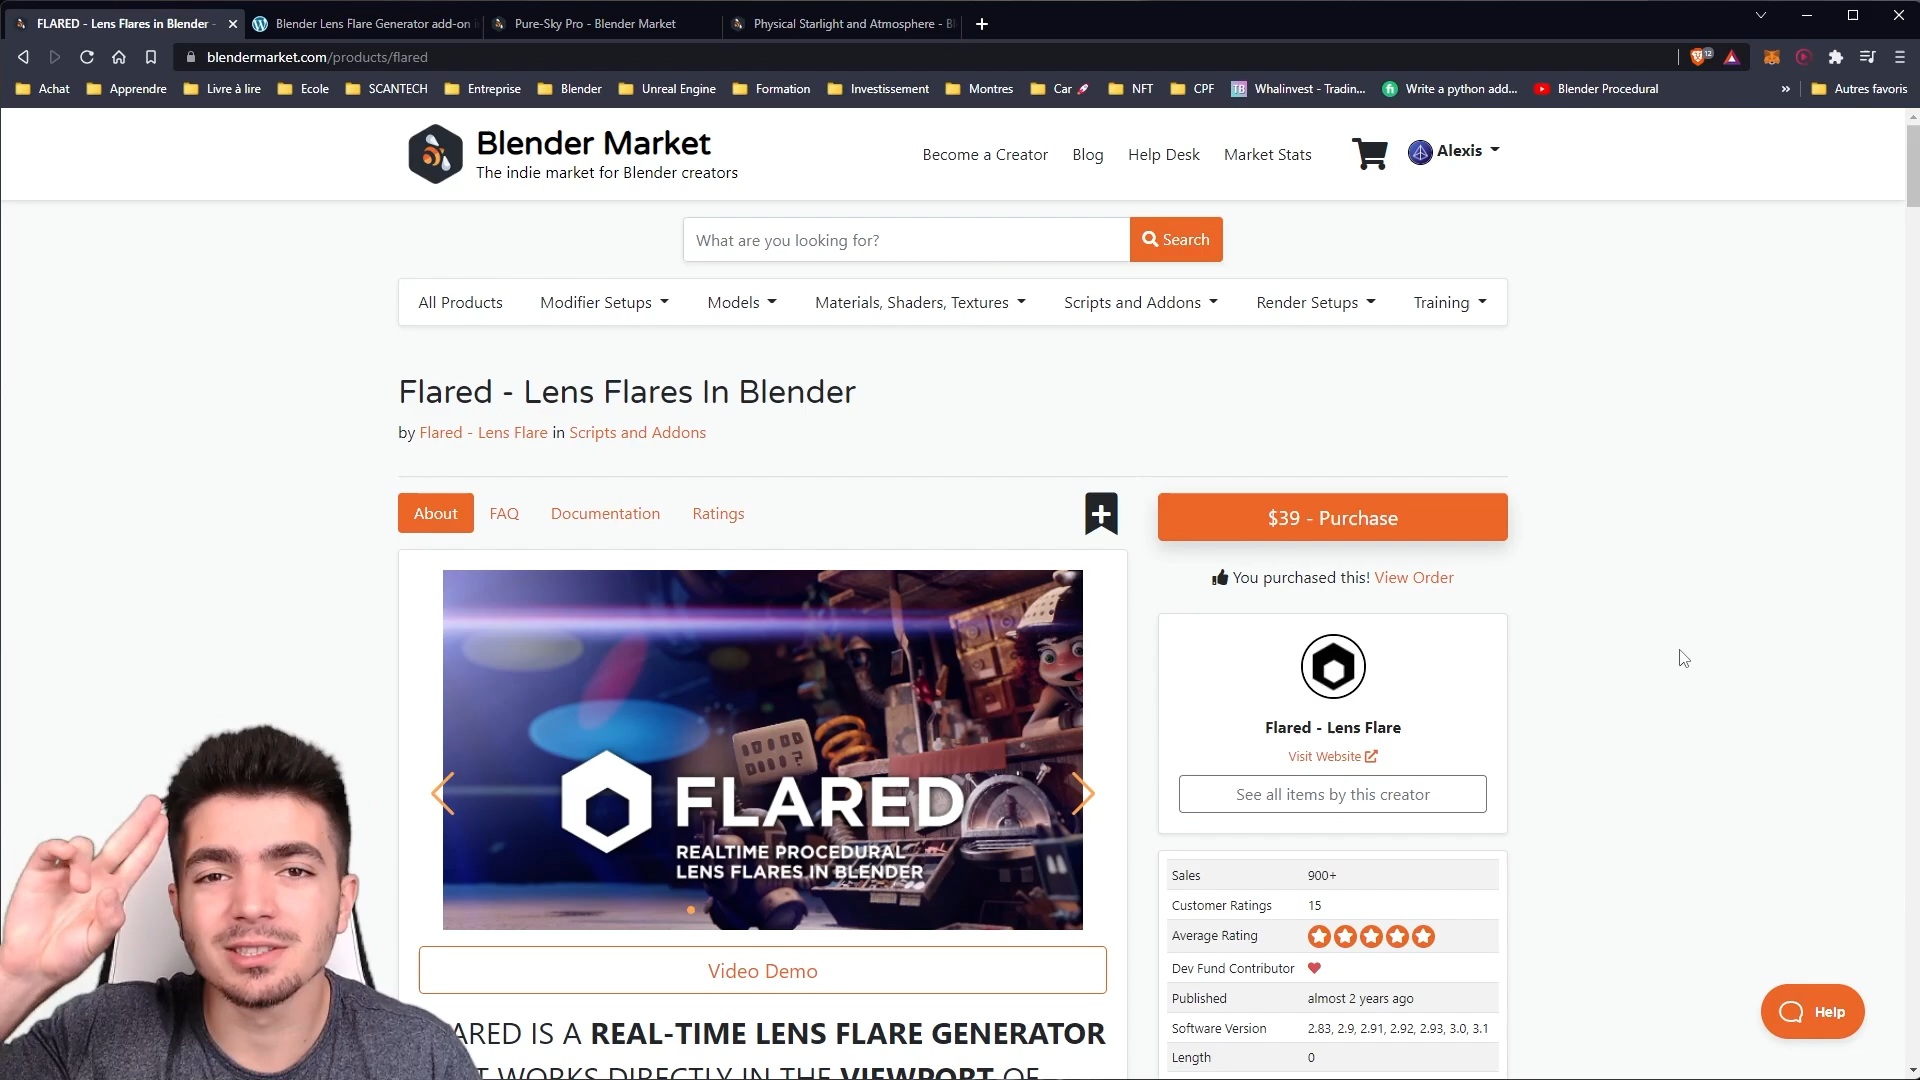 FLARED - Lens Flares in Blender -
Blender Lens Flare Generator add-on
Pure-Sky Pro - Blender Market
Physical Starlight and Atmosphere - Bl
blendermarket.com/products/flared
12
Achat
Apprendre
Livre à lire
Ecole
SCANTECH
Entreprise
Blender
Unreal Engine
Formation
Investissement
Montres
Car
NFT
CPF
TB
Whalinvest - Tradin...
fi
Write a python add...
Blender Procedural
»
Autres favoris
Blender Market
The indie market for Blender creators
Become a Creator
Blog
Help Desk
Market Stats
Alexis
What are you looking for?
Search
All Products
Modifier Setups
Models
Materials, Shaders, Textures
Scripts and Addons
Render Setups
Training
Flared - Lens Flares In Blender
by Flared - Lens Flare in Scripts and Addons
About
FAQ
Documentation
Ratings
$39 - Purchase
You purchased this! View Order
FLARED
REALTIME PROCEDURAL
LENS FLARES IN BLENDER
Flared - Lens Flare
Visit Website
See all items by this creator
Sales 900+
Customer Ratings 15
Average Rating
Dev Fund Contributor
Published almost 2 years ago
Software Version 2.83, 2.9, 2.91, 2.92, 2.93, 3.0, 3.1
Length 0
Video Demo
ARED IS A REAL-TIME LENS FLARE GENERATOR
T WORKS DIRECTLY IN THE VIEWPORT OF
Help